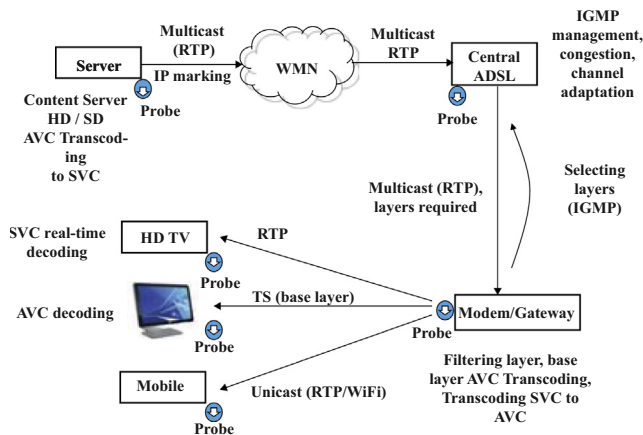 Multicast
(RTP)
IP marking
Multicast
RTP
IGMP
management,
congestion,
channel
adaptation
Server
WMN
Central
ADSL
Probe
Probe
Content Server
HD / SD
AVC Transcod-
ing
to SVC
Multicast (RTP),
layers required
Selecting
layers
(IGMP)
SVC real-time
decoding
HD TV
RTP
Probe
AVC decoding
TS (base layer)
Probe
Probe
Modem/Gateway
Mobile
Unicast (RTP/WiFi)
Probe
Filtering layer, base
layer AVC Transcoding,
Transcoding SVC to
AVC